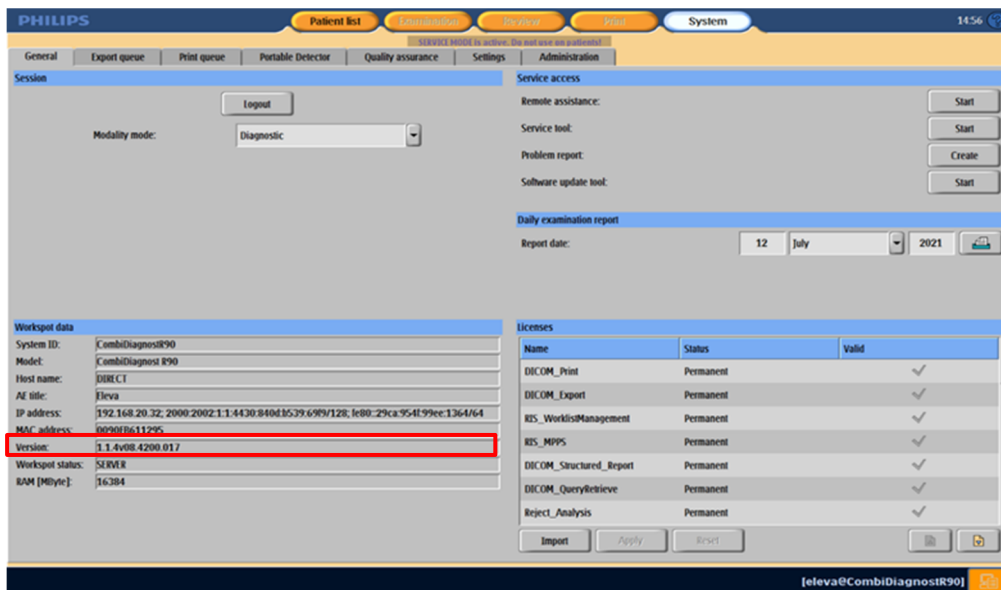 PHILIPS Patient list Examination Review Print System 14:56
SERVICE MODE is active. Do not use on patients!
General Export queue Print queue Portable Detector Quality assurance Settings Administration
Session
Logout
Modality mode: Diagnostic
Service access
Remote assistance: Start
Service tool: Start
Problem report: Create
Software update tool: Start
Daily examination report
Report date: 12 July 2021
Workspot data
System ID: CombiDiagnostR90
Model: CombiDiagnost R90
Host name: DIRECT
AE title: Eleva
IP address: 192.168.20.32; 2000:2002:1:1:4430:840d:b539:69f9/128; fe80::29ca:954f:99ee:1364/64
MAC address: 0090FB611295
Version: 1.1.4v08.4200.017
Workspot status: SERVER
RAM [MByte]: 16384
Licenses
Name Status Valid
DICOM_Print Permanent
DICOM_Export Permanent
RIS_WorklistManagement Permanent
RIS_MPPS Permanent
DICOM_Structured_Report Permanent
DICOM_QueryRetrieve Permanent
Reject_Analysis Permanent
Import Apply Reset
[eleva@CombiDiagnostR90]